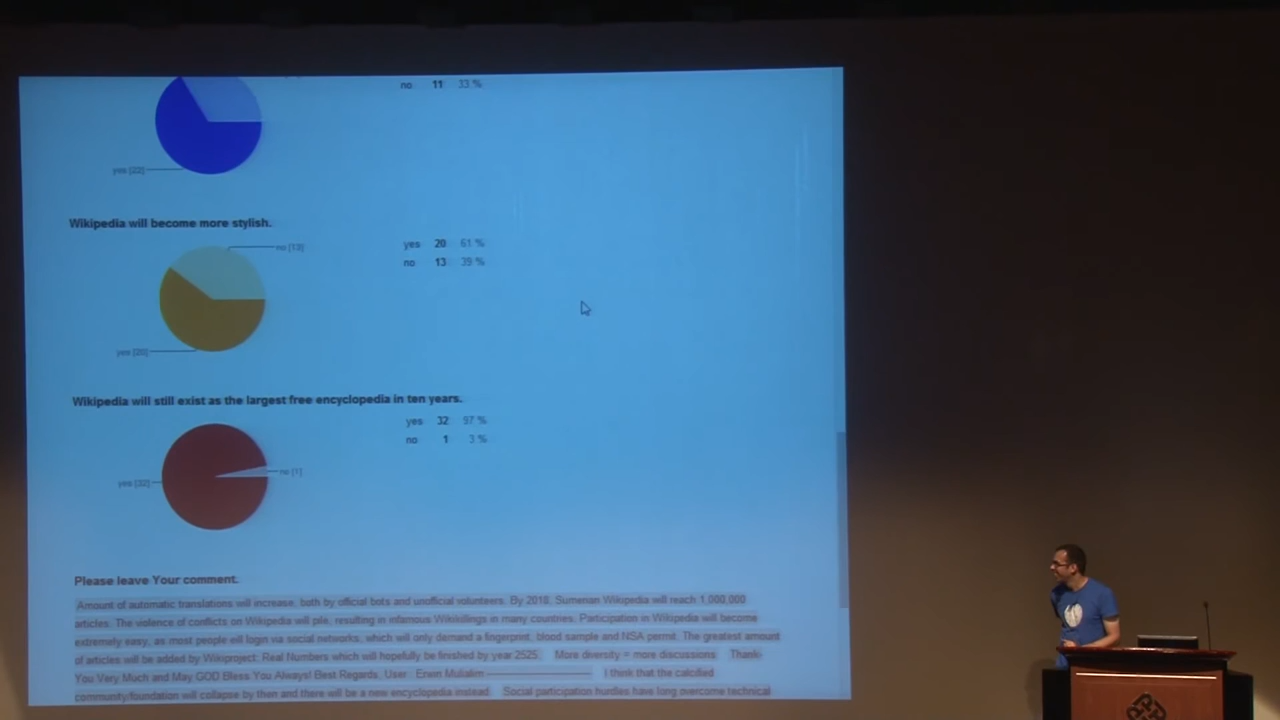 no 11 33 %
yes [22]
Wikipedia will become more stylish.
no [13]
yes 20 61 %
no 13 39 %
yes [20]
Wikipedia will still exist as the largest free encyclopedia in ten years.
yes 32 97 %
no 1 3 %
no [1]
yes [32]
Please leave Your comment.
Amount of automatic translations will increase, both by official bots and unofficial volunteers. By 2018, Sumerian Wikipedia will reach 1,000,000
articles. The violence of conflicts on Wikipedia will pile, resulting in infamous Wikikillings in many countries. Participation in Wikipedia will become
extremely easy, as most people will login via social networks, which will only demand a fingerprint, blood sample and NSA permit. The greatest amount
of articles will be added by Wikiproject: Real Numbers which will hopefully be finished by year 2525. More diversity = more discussions Thank-
You Very Much and May GOD Bless You Always! Best Regards, User : Erwin Mulialim I think that the calcified
community/foundation will collapse by then and there will be a new encyclopedia instead. Social participation hurdles have long overcome technical